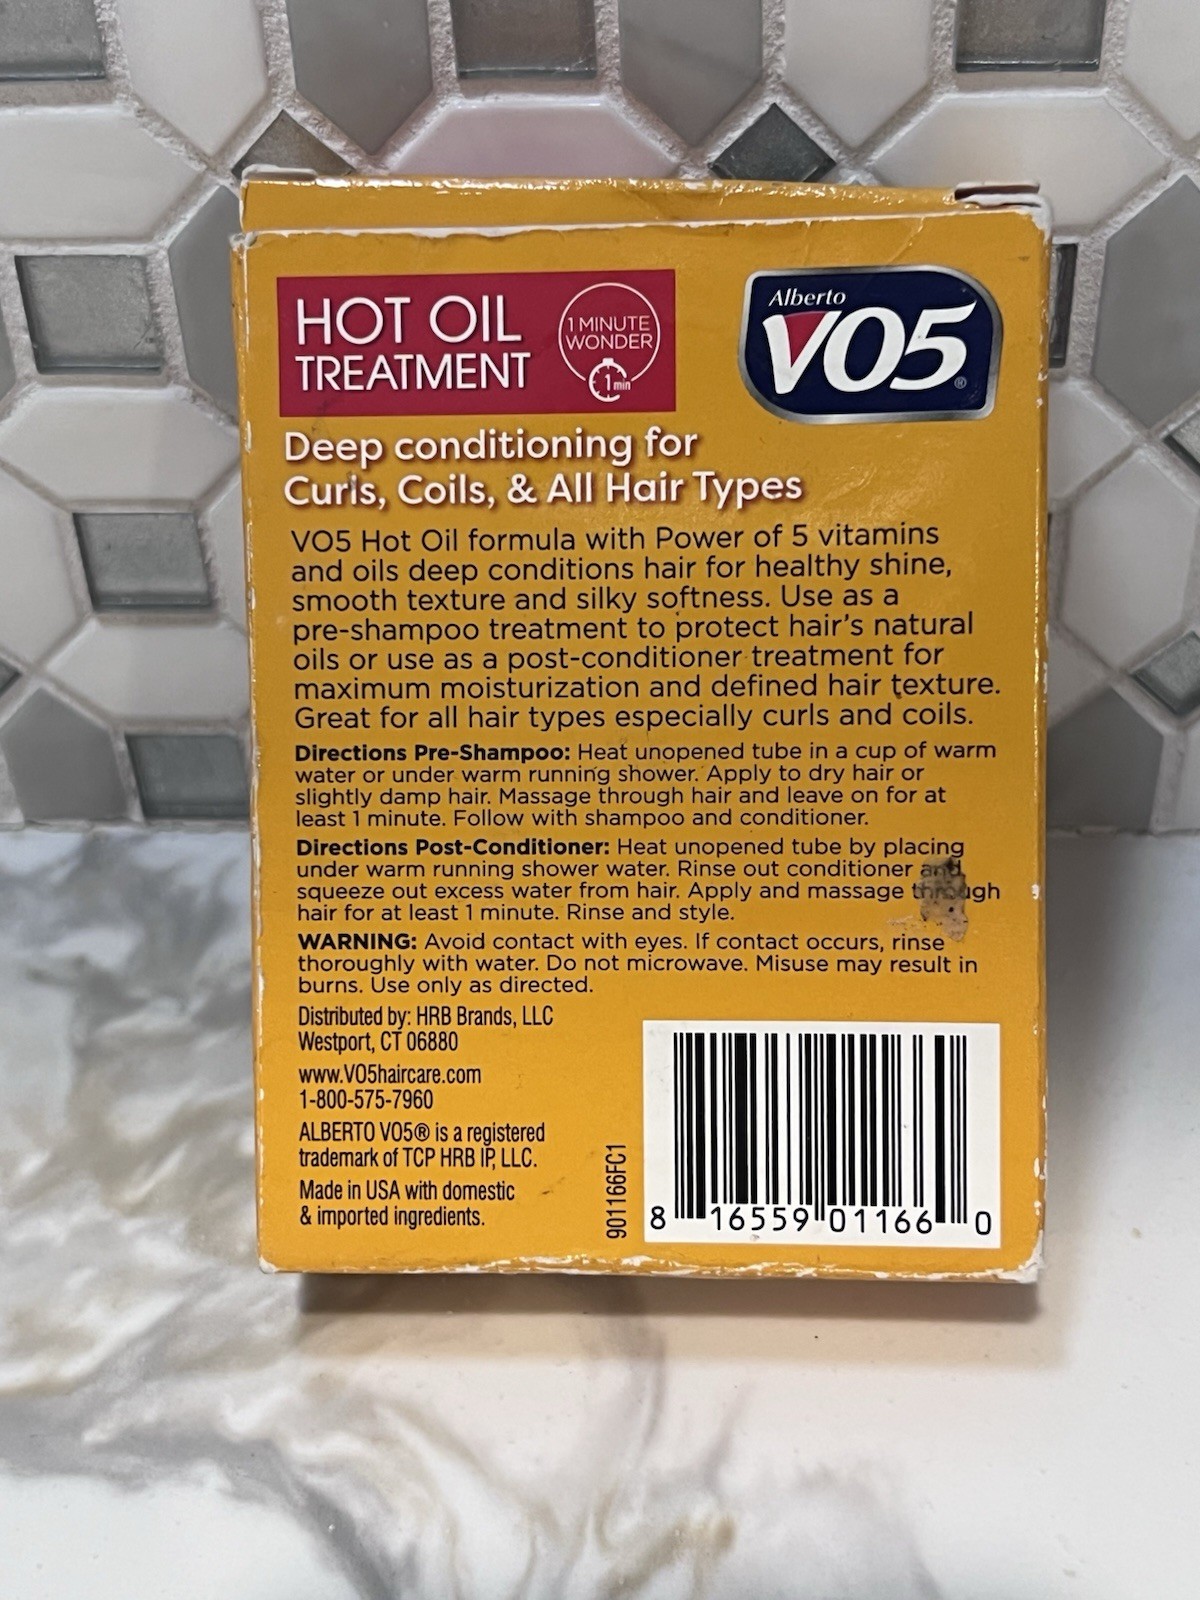 HOT OIL
TREATMENT
1 MINUTE
WONDER
1 min
Alberto
VO5®
Deep conditioning for
Curls, Coils, & All Hair Types
VO5 Hot Oil formula with Power of 5 vitamins
and oils deep conditions hair for healthy shine,
smooth texture and silky softness. Use as a
pre-shampoo treatment to protect hair's natural
oils or use as a post-conditioner treatment for
maximum moisturization and defined hair texture.
Great for all hair types especially curls and coils.
Directions Pre-Shampoo: Heat unopened tube in a cup of warm
water or under warm running shower. Apply to dry hair or
slightly damp hair. Massage through hair and leave on for at
least 1 minute. Follow with shampoo and conditioner.
Directions Post-Conditioner: Heat unopened tube by placing
under warm running shower water. Rinse out conditioner and
squeeze out excess water from hair. Apply and massage through
hair for at least 1 minute. Rinse and style.
WARNING: Avoid contact with eyes. If contact occurs, rinse
thoroughly with water. Do not microwave. Misuse may result in
burns. Use only as directed.
Distributed by: HRB Brands, LLC
Westport, CT 06880
www.VO5haircare.com
1-800-575-7960
ALBERTO VO5® is a registered
trademark of TCP HRB IP, LLC.
Made in USA with domestic
& imported ingredients.
901166FC1
8 16559 01166 0